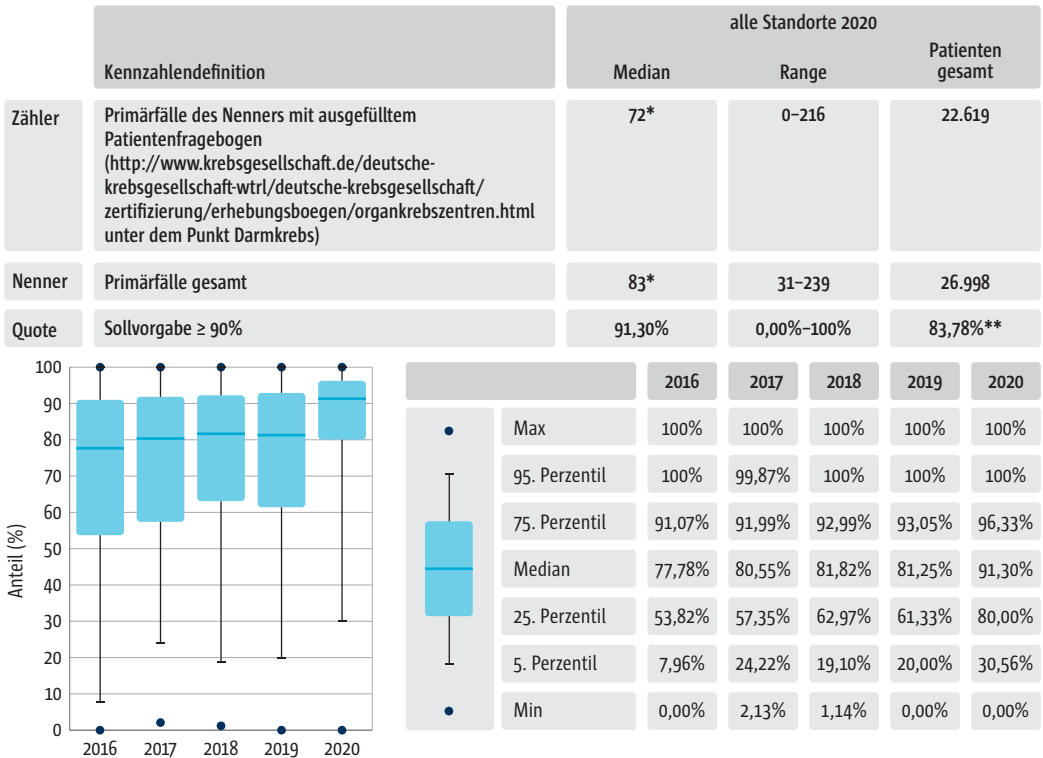 alle Standorte 2020
Kennzahlendefinition Median Range Patienten gesamt
Zähler Primärfälle des Nenners mit ausgefülltem 72* 0–216 22.619
Patientenfragebogen
(http://www.krebsgesellschaft.de/deutsche-
krebsgesellschaft-wtrl/deutsche-krebsgesellschaft/
zertifizierung/erhebungsboegen/organkrebszentren.html
unter dem Punkt Darmkrebs)
Nenner Primärfälle gesamt 83* 31–239 26.998
Quote Sollvorgabe ≥ 90% 91,30% 0,00%–100% 83,78%**
Anteil (%)
100
90
80
70
60
50
40
30
20
10
0
2016 2017 2018 2019 2020
2016 2017 2018 2019 2020
Max 100% 100% 100% 100% 100%
95. Perzentil 100% 99,87% 100% 100% 100%
75. Perzentil 91,07% 91,99% 92,99% 93,05% 96,33%
Median 77,78% 80,55% 81,82% 81,25% 91,30%
25. Perzentil 53,82% 57,35% 62,97% 61,33% 80,00%
5. Perzentil 7,96% 24,22% 19,10% 20,00% 30,56%
Min 0,00% 2,13% 1,14% 0,00% 0,00%